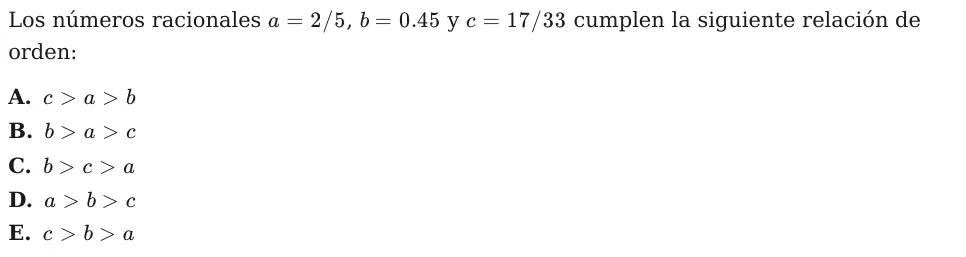 Los números racionales a = 2/5, b = 0.45 y c = 17/33 cumplen la siguiente relación de
orden:
A. c > a > b
B. b > a > c
C. b > c > a
D. a > b > c
E. c > b > a